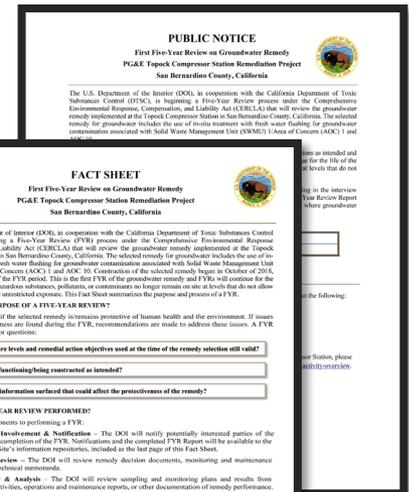 PUBLIC NOTICE
First Five-Year Review on Groundwater Remedy
PG&E Topock Compressor Station Remediation Project
San Bernardino County, California
The U.S. Department of the Interior (DOI), in cooperation with the California Department of Toxic
Substances Control (DTSC), is beginning a Five-Year Review process under the Comprehensive
Environmental Response, Compensation, and Liability Act (CERCLA) that will review the groundwater
remedy implemented at the Topock Compressor Station in San Bernardino County, California. The selected
remedy for groundwater includes the use of in-situ treatment with fresh water flushing for groundwater
contamination associated with Solid Waste Management Unit (SWMU) 1/Area of Concern (AOC) 1 and
AOC 10.
ons as intended and
ue for the life of the
at levels that do not
ing in the interview
Year Review Report
where groundwater
ct the following:
sor Station, please
activity-overview.
FACT SHEET
First Five-Year Review on Groundwater Remedy
PG&E Topock Compressor Station Remediation Project
San Bernardino County, California
t of Interior (DOI), in cooperation with the California Department of Toxic Substances Control
ng a Five-Year Review (FYR) process under the Comprehensive Environmental Response
Liability Act (CERCLA) that will review the groundwater remedy implemented at the Topock
n San Bernardino County, California. The selected remedy for groundwater includes the use of in-
resh water flushing for groundwater contamination associated with Solid Waste Management Unit
Concern (AOC) 1 and AOC 10. Construction of the selected remedy began in October 2018,
f the FYR period. This is the first FYR of the groundwater remedy and FYRs will continue for the
azardous substances, pollutants, or contaminants no longer remain on site at levels that do not allow
unrestricted exposure. This Fact Sheet summarizes the purpose and process of a FYR.
RPOSE OF A FIVE-YEAR REVIEW?
if the selected remedy is/remains protective of human health and the environment. If issues
ness are found during the FYR, recommendations are made to address these issues. A FYR
or questions:
re levels and remedial action objectives used at the time of the remedy selection still valid?
functioning/being constructed as intended?
information surfaced that could affect the protectiveness of the remedy?
EAR REVIEW PERFORMED?
onents to performing a FYR:
Involvement & Notification – The DOI will notify potentially interested parties of the
completion of the FYR. Notifications and the completed FYR Report will be available to the
Site's information repositories, included as the last page of this Fact Sheet.
eview – The DOI will review remedy decision documents, monitoring and maintenance
chnical memoranda.
& Analysis – The DOI will review sampling and monitoring plans and results from
tivities, operations and maintenance reports, or other documentation of remedy performance.